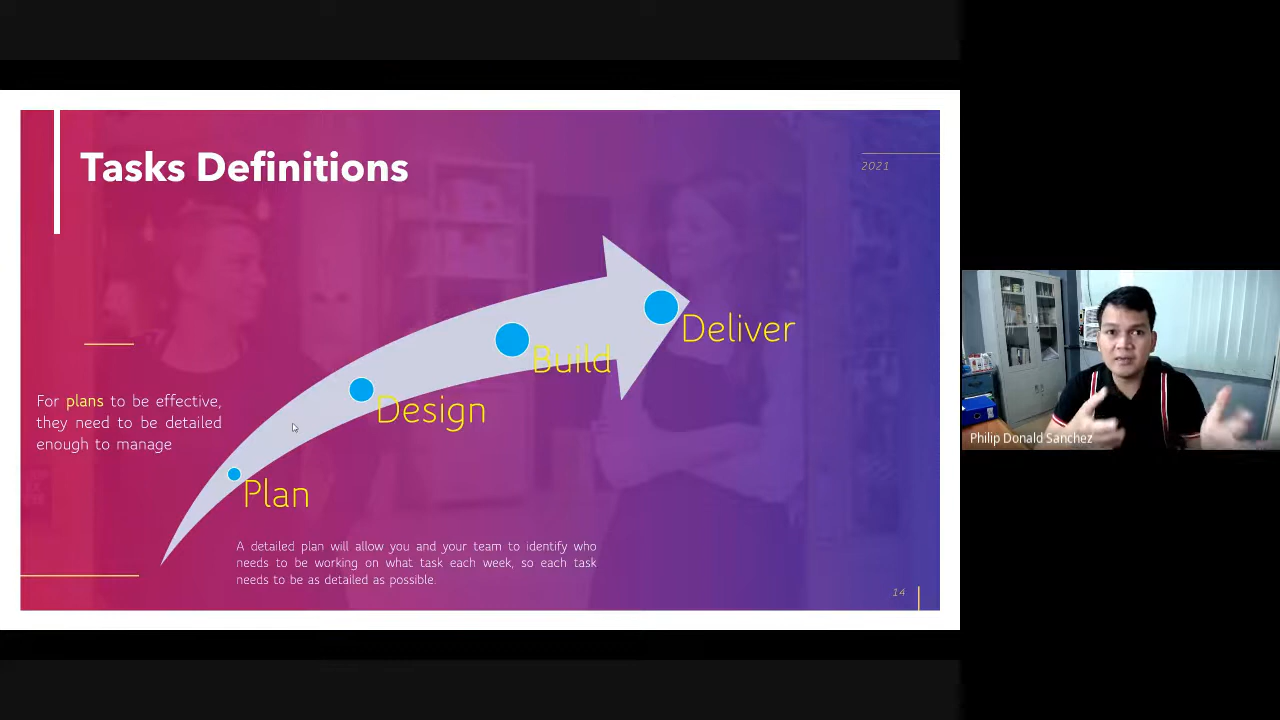 Tasks Definitions
2021
Deliver
Build
Design
Plan
For plans to be effective,
they need to be detailed
enough to manage
A detailed plan will allow you and your team to identify who
needs to be working on what task each week, so each task
needs to be as detailed as possible.
14
Philip Donald Sanchez